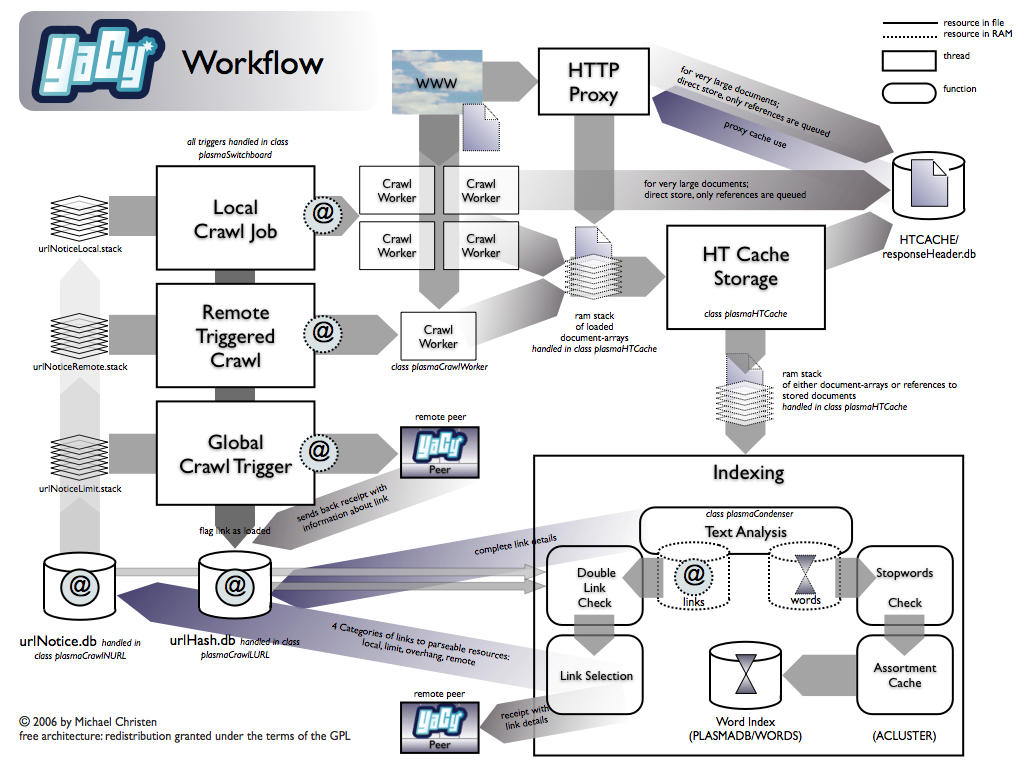 YaCy
Workflow
resource in file
resource in RAM
thread
function
WWW
HTTP
Proxy
for very large documents;
direct store, only references are queued
proxy cache use
all triggers handled in class
plasmaSwitchboard
Local
Crawl Job
@
urlNoticeLocal.stack
Crawl
Worker
Crawl
Worker
Crawl
Worker
Crawl
Worker
for very large documents;
direct store, only references are queued
HTCACHE/
responseHeader.db
HT Cache
Storage
class plasmaHTCache
Remote
Triggered
Crawl
@
urlNoticeRemote.stack
Crawl
Worker
class plasmaCrawlWorker
ram stack
of loaded
document-arrays
handled in class plasmaHTCache
ram stack
of either document-arrays or references to
stored documents
handled in class plasmaHTCache
Global
Crawl Trigger
@
urlNoticeLimit.stack
remote peer
YaCy
Peer
sends back receipt with
information about link
flag link as loaded
Indexing
class plasmaCondenser
Text Analysis
complete link details
@
@
Double
Link
Check
@
links
words
Stopwords
Check
urlNotice.db handled in
class plasmaCrawlNURL
urlHash.db handled in class
plasmaCrawlLURL
4 Categories of links to parseable resources:
local, limit, overhang, remote
Link Selection
Assortment
Cache
remote peer
YaCy
Peer
receipt with
link details
Word Index
(PLASMADB/WORDS)
(ACLUSTER)
© 2006 by Michael Christen
free architecture: redistribution granted under the terms of the GPL